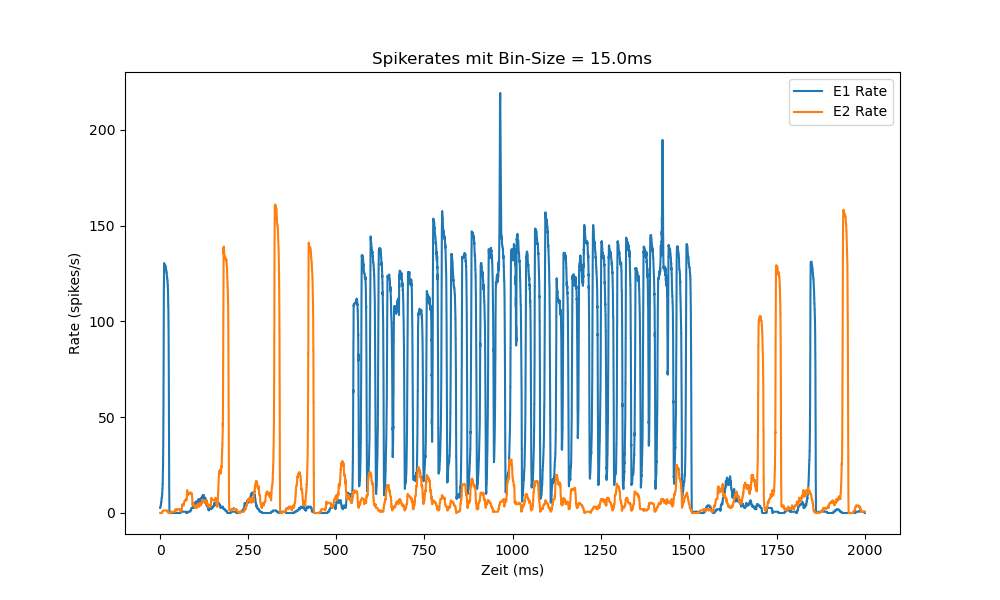 Spikerates mit Bin-Size = 15.0ms
E1 Rate
E2 Rate
200
150
100
50
0
Rate (spikes/s)
0 250 500 750 1000 1250 1500 1750 2000
Zeit (ms)